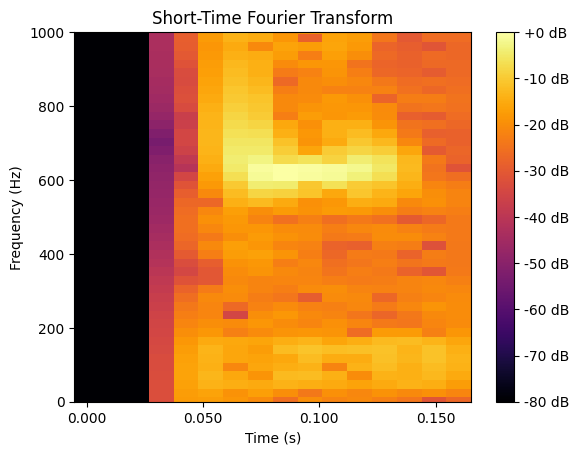 Short-Time Fourier Transform
1000
800
600
400
200
0
Frequency (Hz)
0.000
0.050
0.100
0.150
Time (s)
+0 dB
-10 dB
-20 dB
-30 dB
-40 dB
-50 dB
-60 dB
-70 dB
-80 dB